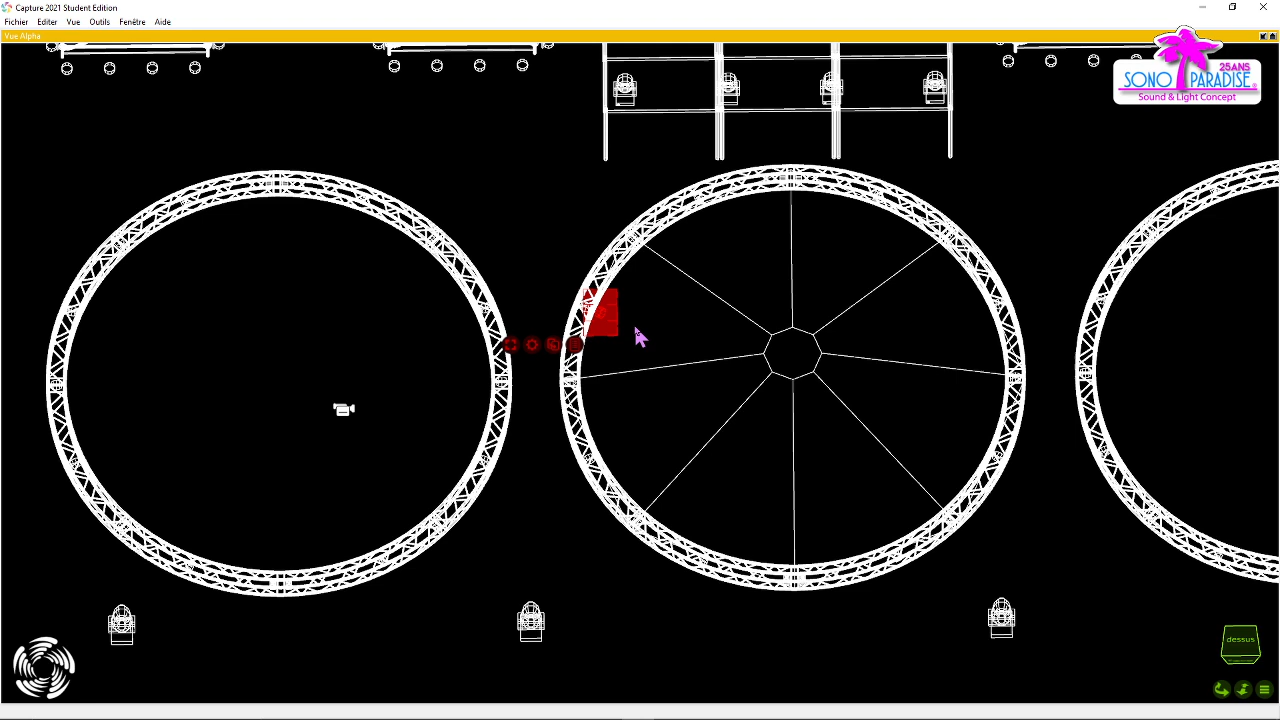 Capture 2021 Student Edition
Fichier Editer Vue Outils Fenêtre Aide
Vue Alpha
25ANS
SONO PARADISE
Sound & Light Concept
dessus